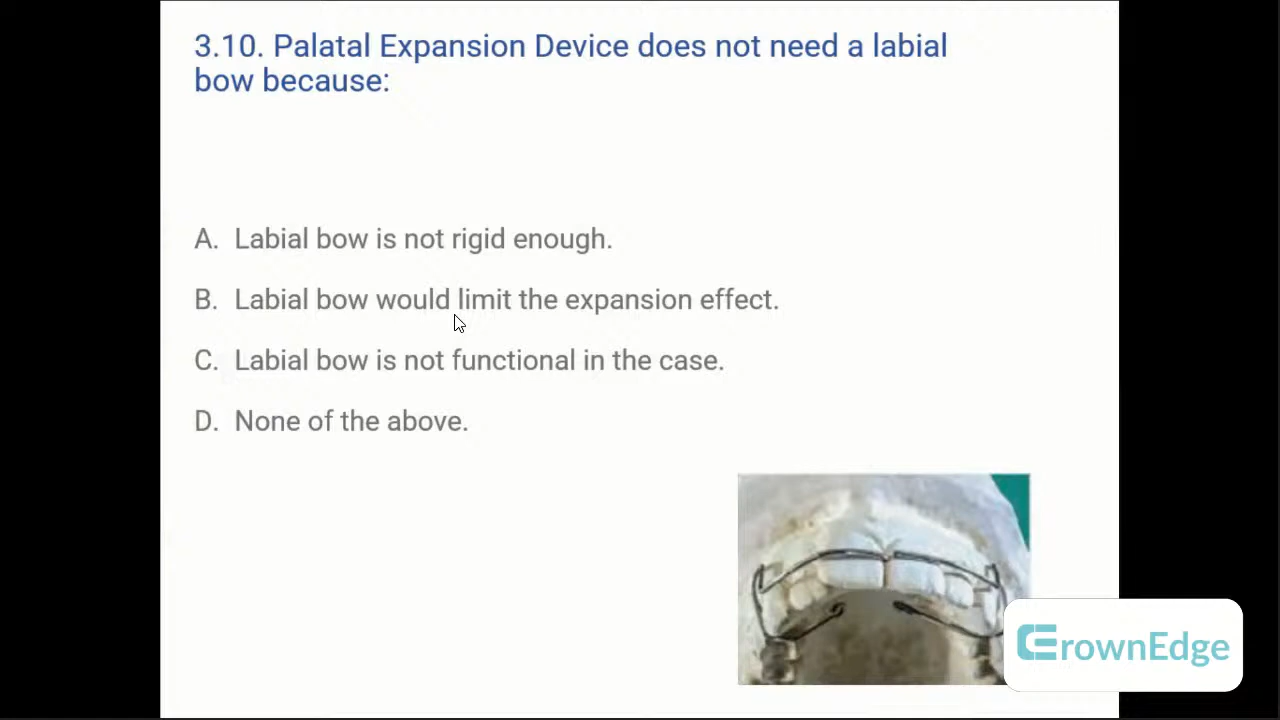 3.10. Palatal Expansion Device does not need a labial
bow because:
A. Labial bow is not rigid enough.
B. Labial bow would limit the expansion effect.
C. Labial bow is not functional in the case.
D. None of the above.
CrownEdge